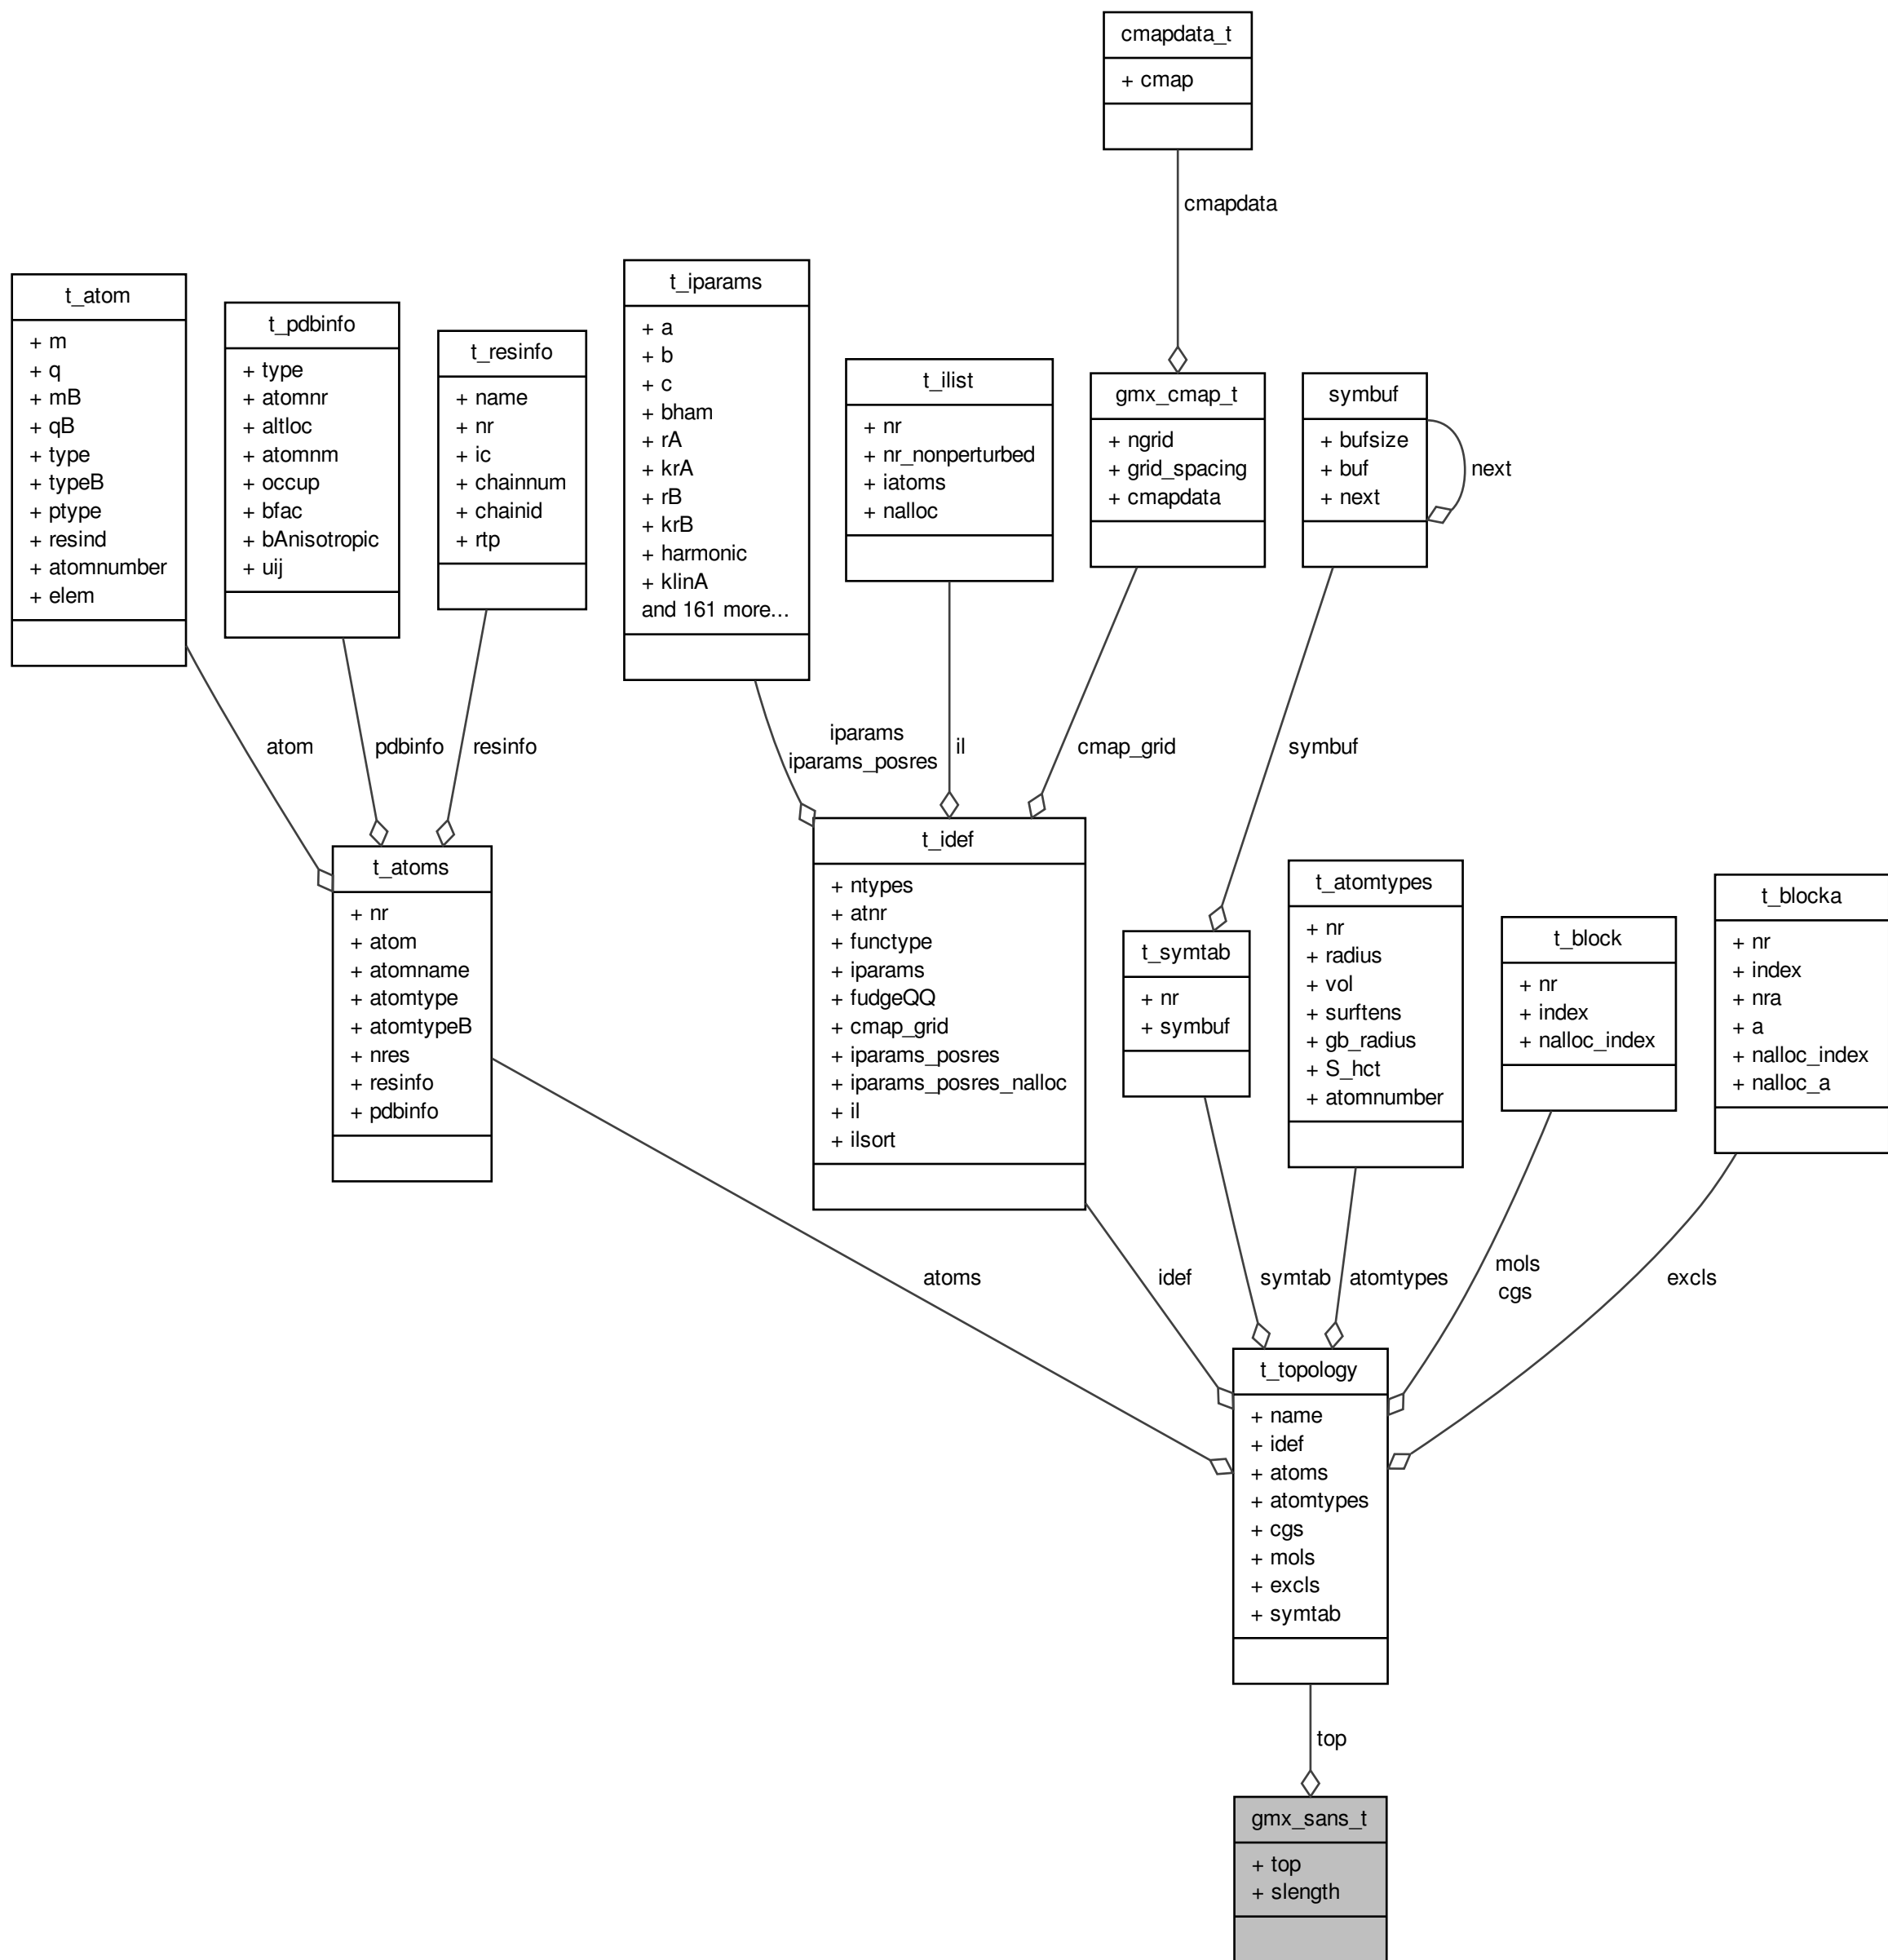 cmapdata_t
+ cmap
cmapdata
t_atom
+ m
+ q
+ mB
+ qB
+ type
+ typeB
+ ptype
+ resind
+ atomnumber
+ elem
t_pdbinfo
+ type
+ atomnr
+ altloc
+ atomnm
+ occup
+ bfac
+ bAnisotropic
+ uij
t_resinfo
+ name
+ nr
+ ic
+ chainnum
+ chainid
+ rtp
t_iparams
+ a
+ b
+ c
+ bham
+ rA
+ krA
+ rB
+ krB
+ harmonic
+ klinA
and 161 more...
t_ilist
+ nr
+ nr_nonperturbed
+ iatoms
+ nalloc
gmx_cmap_t
+ ngrid
+ grid_spacing
+ cmapdata
symbuf
+ bufsize
+ buf
+ next
next
atom
pdbinfo
resinfo
iparams
iparams_posres
il
cmap_grid
symbuf
t_atoms
+ nr
+ atom
+ atomname
+ atomtype
+ atomtypeB
+ nres
+ resinfo
+ pdbinfo
t_idef
+ ntypes
+ atnr
+ functype
+ iparams
+ fudgeQQ
+ cmap_grid
+ iparams_posres
+ iparams_posres_nalloc
+ il
+ ilsort
t_symtab
+ nr
+ symbuf
t_atomtypes
+ nr
+ radius
+ vol
+ surftens
+ gb_radius
+ S_hct
+ atomnumber
t_block
+ nr
+ index
+ nalloc_index
t_blocka
+ nr
+ index
+ nra
+ a
+ nalloc_index
+ nalloc_a
atoms
idef
symtab
atomtypes
mols
cgs
excls
t_topology
+ name
+ idef
+ atoms
+ atomtypes
+ cgs
+ mols
+ excls
+ symtab
top
gmx_sans_t
+ top
+ slength